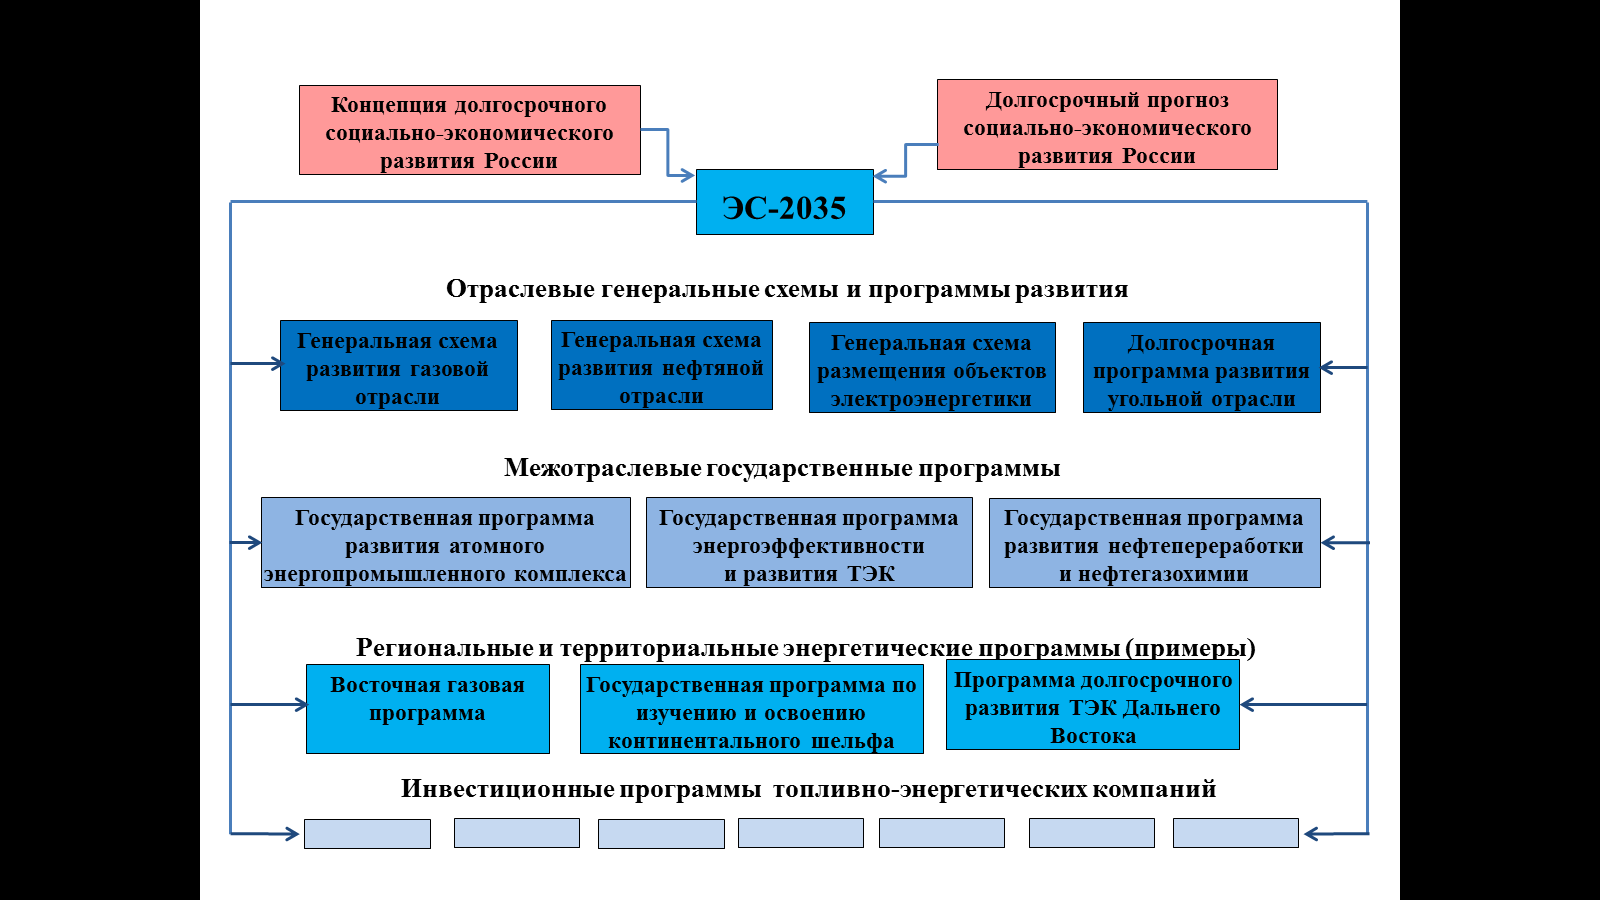 Концепция долгосрочного
социально-экономического
развития России
Долгосрочный прогноз
социально-экономического
развития России
ЭС-2035
Отраслевые генеральные схемы и программы развития
Генеральная схема
развития газовой
отрасли
Генеральная схема
развития нефтяной
отрасли
Генеральная схема
размещения объектов
электроэнергетики
Долгосрочная
программа развития
угольной отрасли
Межотраслевые государственные программы
Государственная программа
развития атомного
энергопромышленного комплекса
Государственная программа
энергоэффективности
и развития ТЭК
Государственная программа
развития нефтепереработки
и нефтегазохимии
Региональные и территориальные энергетические программы (примеры)
Восточная газовая
программа
Государственная программа по
изучению и освоению
континентального шельфа
Программа долгосрочного
развития ТЭК Дальнего
Востока
Инвестиционные программы топливно-энергетических компаний